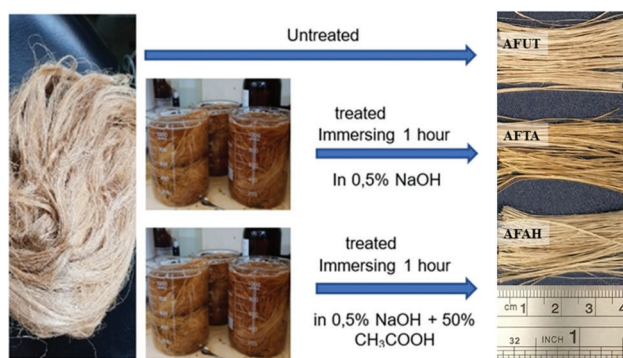 Untreated
AFUT
treated
Immersing 1 hour
In 0,5% NaOH
AFTA
treated
Immersing 1 hour
in 0,5% NaOH + 50%
CH₃COOH
AFAH
cm 1 2 3 4
32 INCH 1